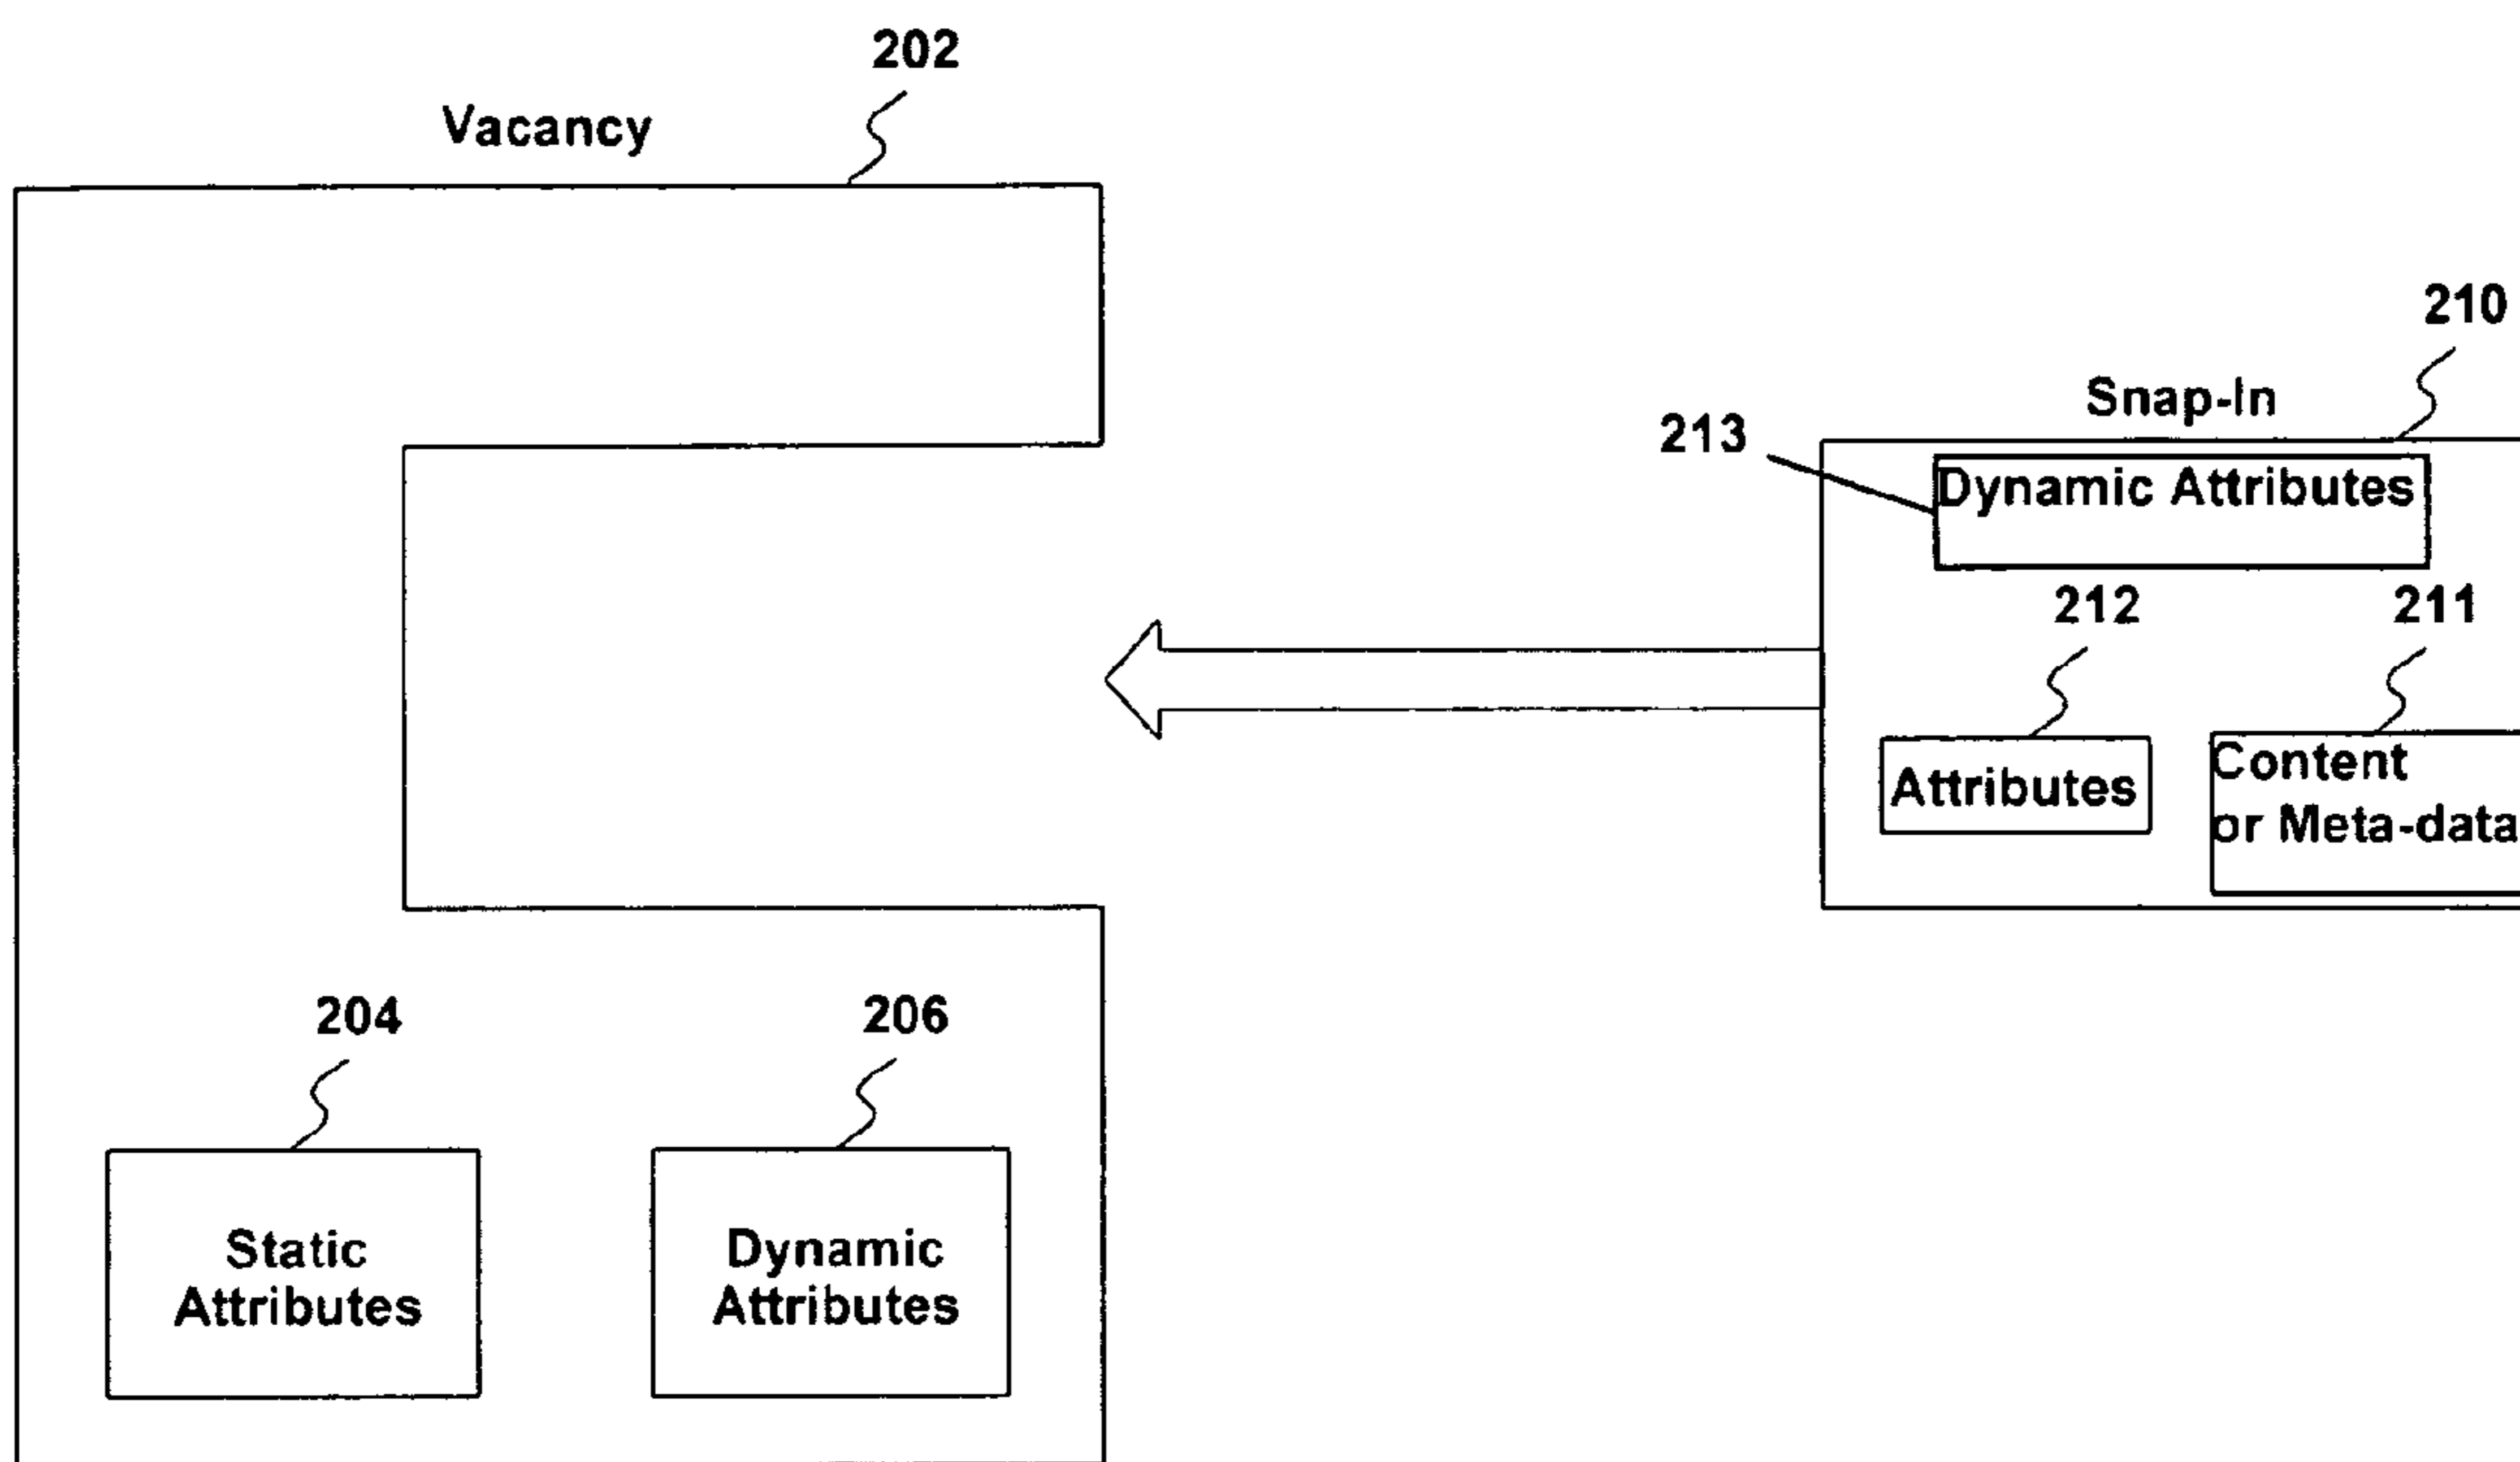 202
Vacancy
210
Snap-In
213
Dynamic Attributes
212
211
Attributes
Content
or Meta-data
204
206
Static
Attributes
Dynamic
Attributes